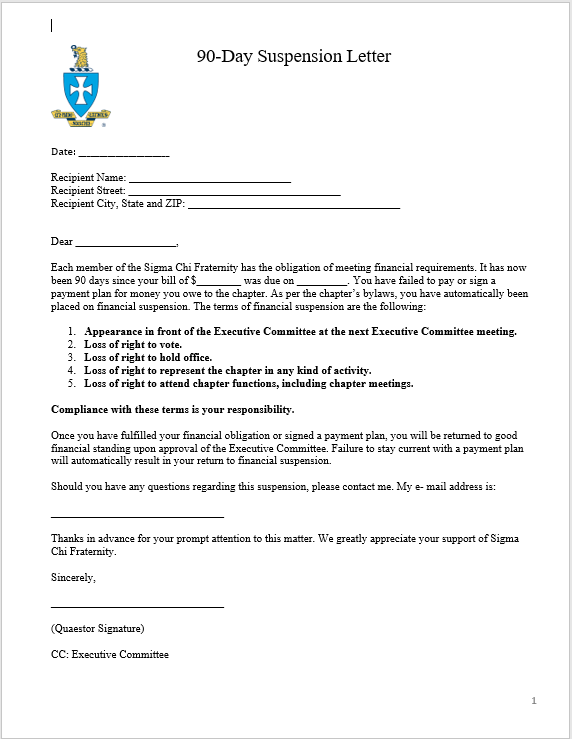 90-Day Suspension Letter
Date: ___________________
Recipient Name: ______________________________
Recipient Street: _______________________________________
Recipient City, State and ZIP: _______________________________________
Dear ___________________,
Each member of the Sigma Chi Fraternity has the obligation of meeting financial requirements. It has now
been 90 days since your bill of $________ was due on _________. You have failed to pay or sign a
payment plan for money you owe to the chapter. As per the chapter’s bylaws, you have automatically been
placed on financial suspension. The terms of financial suspension are the following:
1. Appearance in front of the Executive Committee at the next Executive Committee meeting.
2. Loss of right to vote.
3. Loss of right to hold office.
4. Loss of right to represent the chapter in any kind of activity.
5. Loss of right to attend chapter functions, including chapter meetings.
Compliance with these terms is your responsibility.
Once you have fulfilled your financial obligation or signed a payment plan, you will be returned to good
financial standing upon approval of the Executive Committee. Failure to stay current with a payment plan
will automatically result in your return to financial suspension.
Should you have any questions regarding this suspension, please contact me. My e- mail address is:
________________________________
Thanks in advance for your prompt attention to this matter. We greatly appreciate your support of Sigma
Chi Fraternity.
Sincerely,
________________________________
(Quaestor Signature)
CC: Executive Committee
1